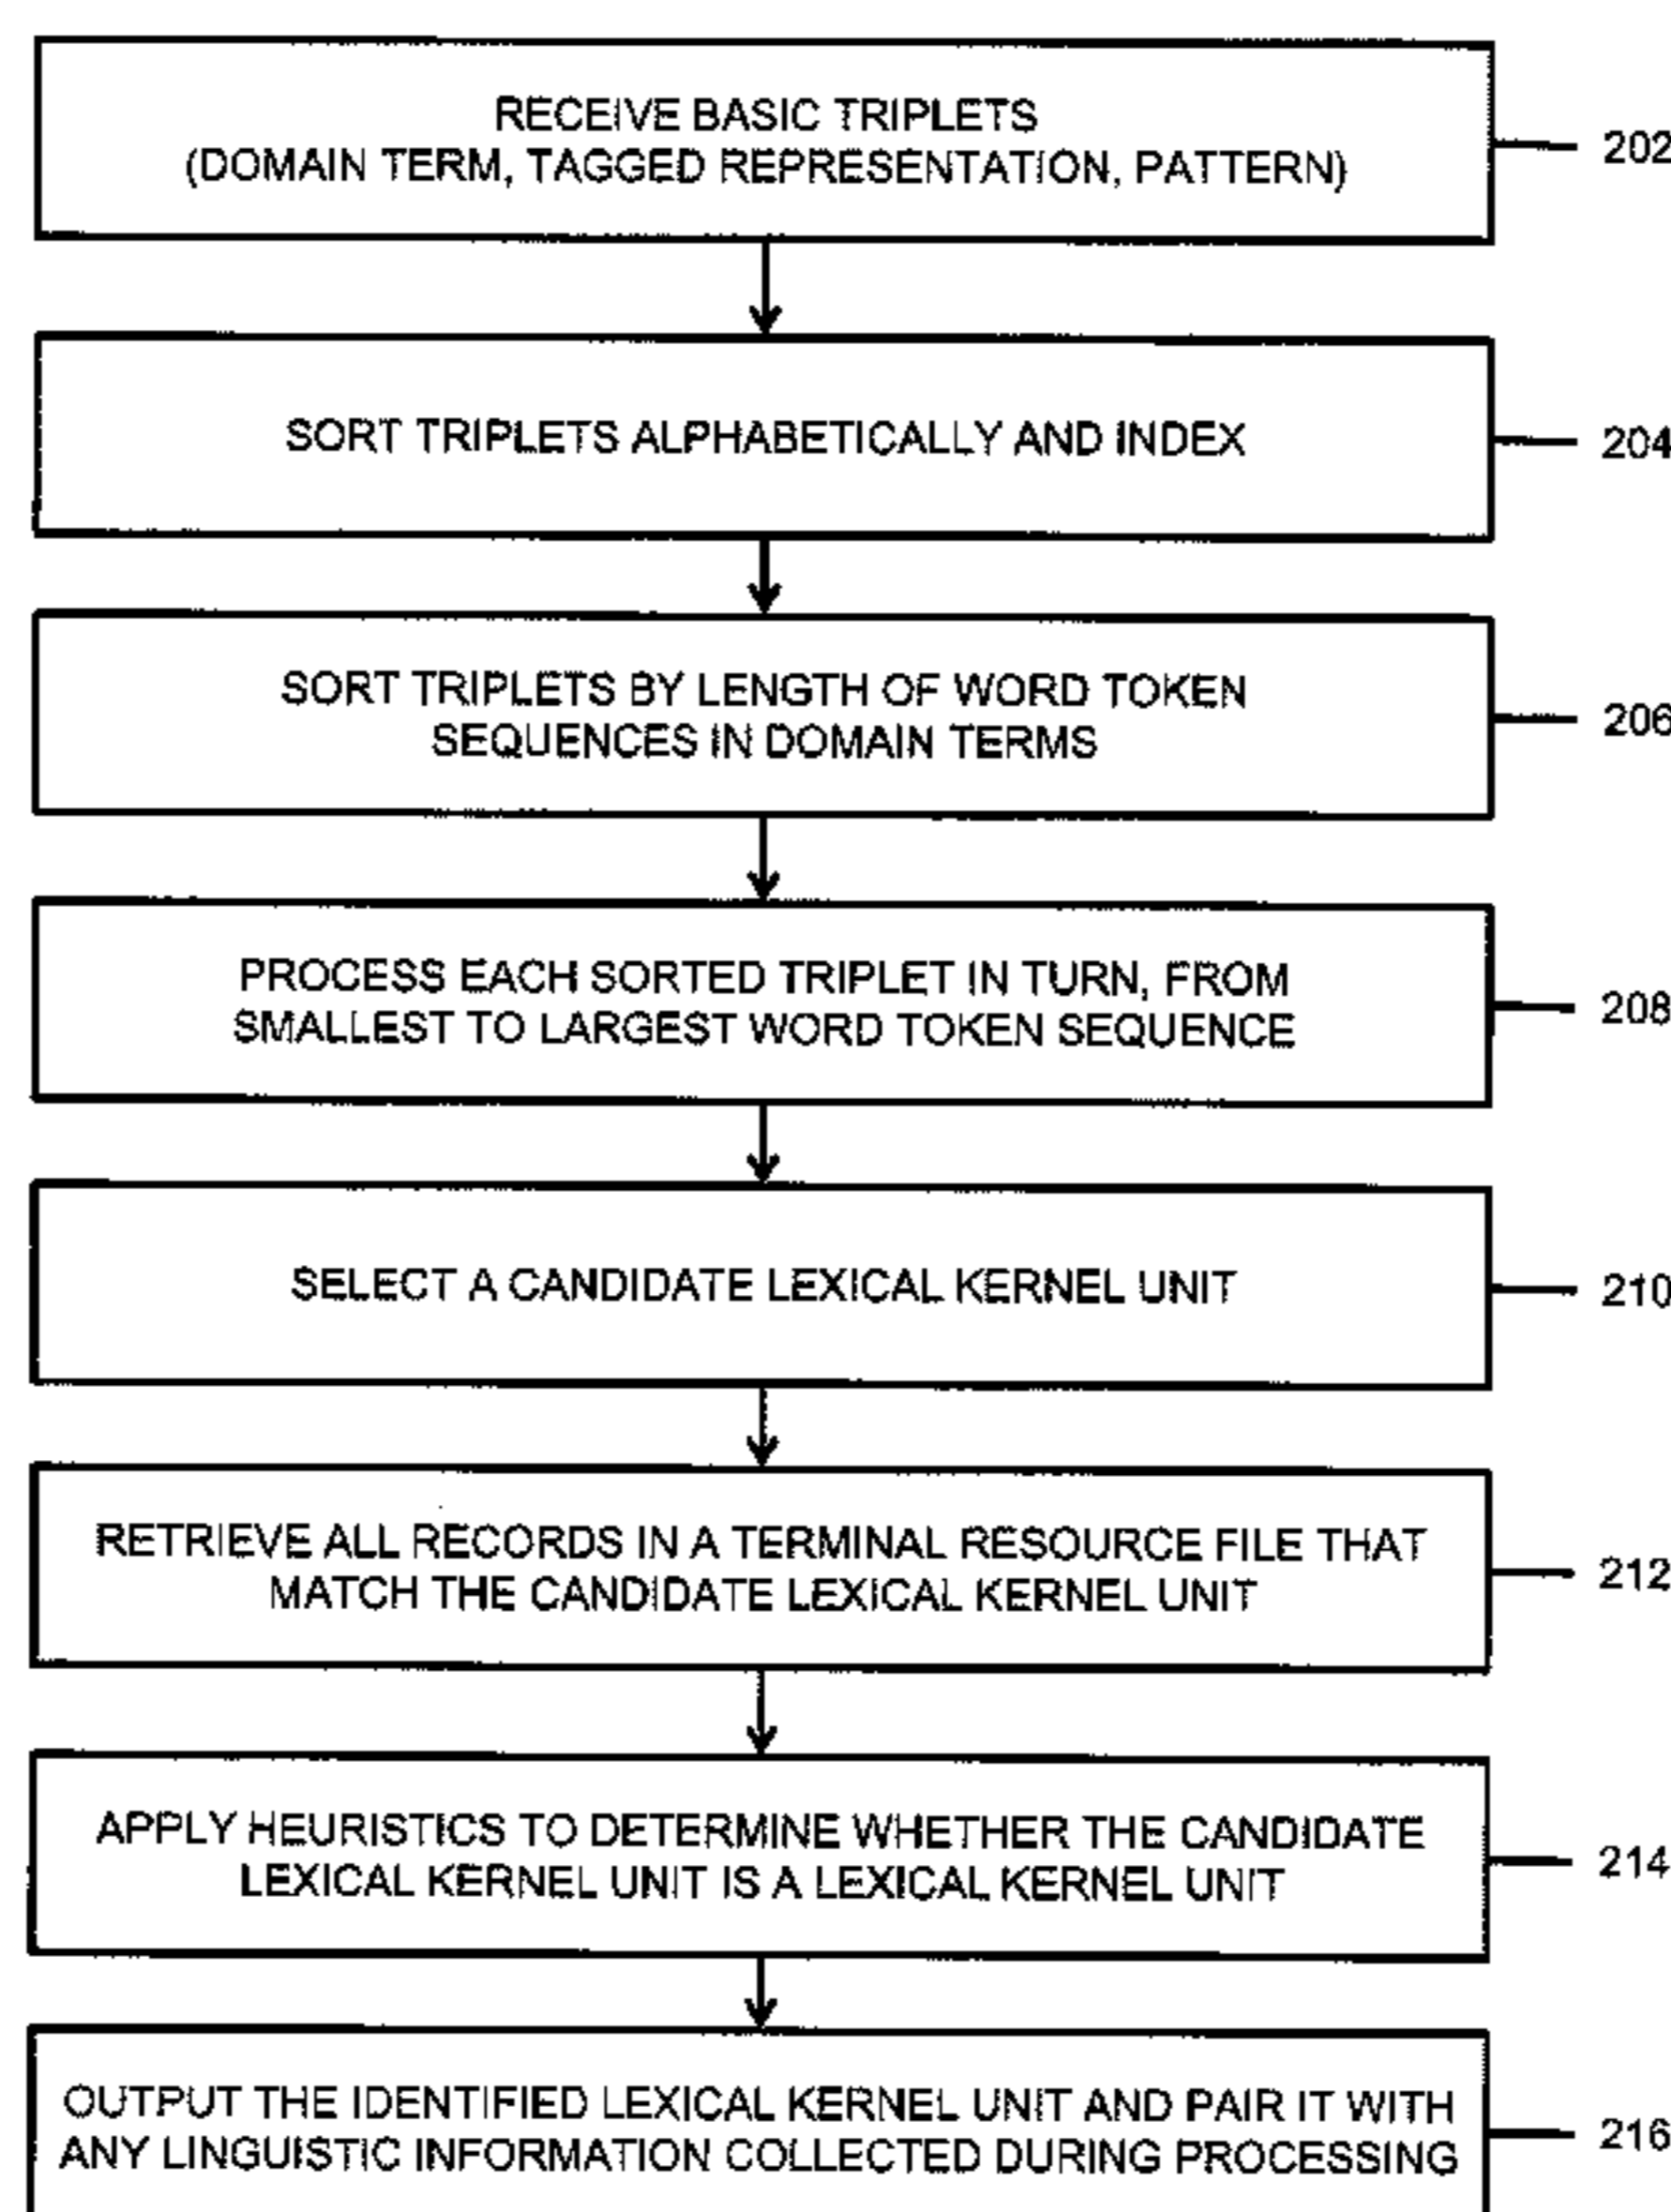 RECEIVE BASIC TRIPLETS
(DOMAIN TERM, TAGGED REPRESENTATION, PATTERN)
202
SORT TRIPLETS ALPHABETICALLY AND INDEX
204
SORT TRIPLETS BY LENGTH OF WORD TOKEN
SEQUENCES IN DOMAIN TERMS
206
PROCESS EACH SORTED TRIPLET IN TURN, FROM
SMALLEST TO LARGEST WORD TOKEN SEQUENCE
208
SELECT A CANDIDATE LEXICAL KERNEL UNIT
210
RETRIEVE ALL RECORDS IN A TERMINAL RESOURCE FILE THAT
MATCH THE CANDIDATE LEXICAL KERNEL UNIT
212
APPLY HEURISTICS TO DETERMINE WHETHER THE CANDIDATE
LEXICAL KERNEL UNIT IS A LEXICAL KERNEL UNIT
214
OUTPUT THE IDENTIFIED LEXICAL KERNEL UNIT AND PAIR IT WITH
ANY LINGUISTIC INFORMATION COLLECTED DURING PROCESSING
216